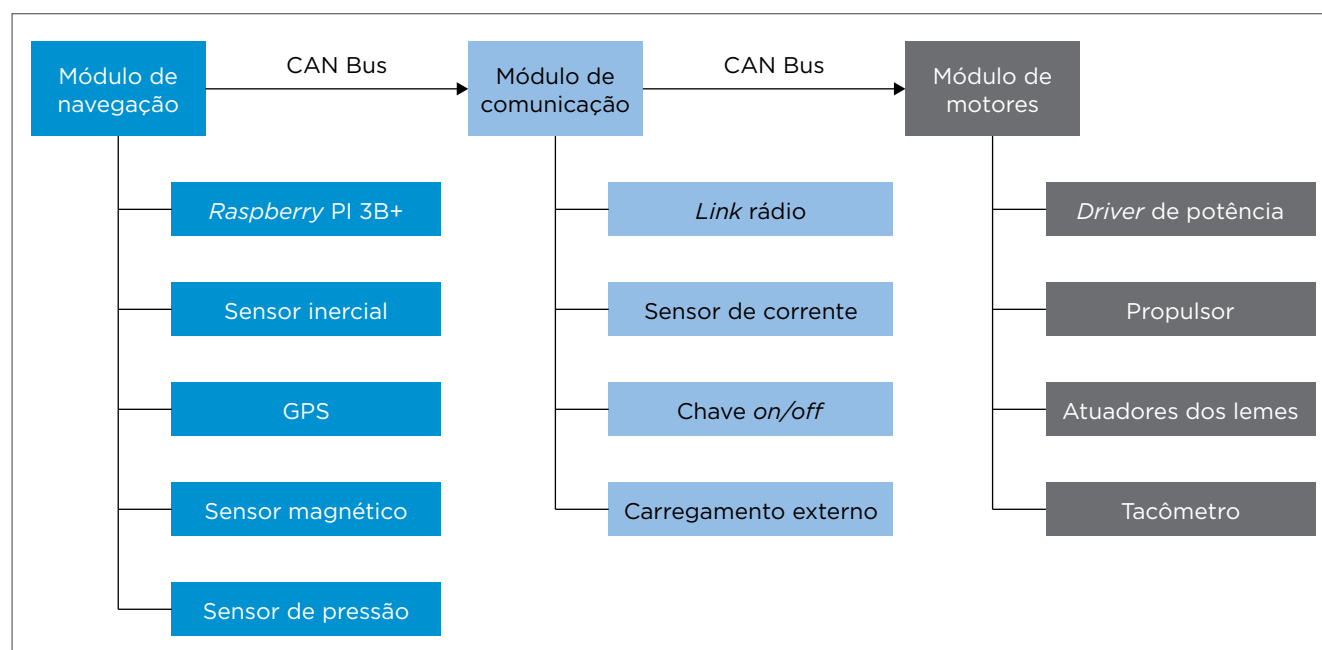 Módulo de
navegação
CAN Bus
Módulo de
comunicação
CAN Bus
Módulo de
motores
Raspberry PI 3B+
Sensor inercial
GPS
Sensor magnético
Sensor de pressão
Link rádio
Sensor de corrente
Chave on/off
Carregamento externo
Driver de potência
Propulsor
Atuadores dos lemes
Tacômetro